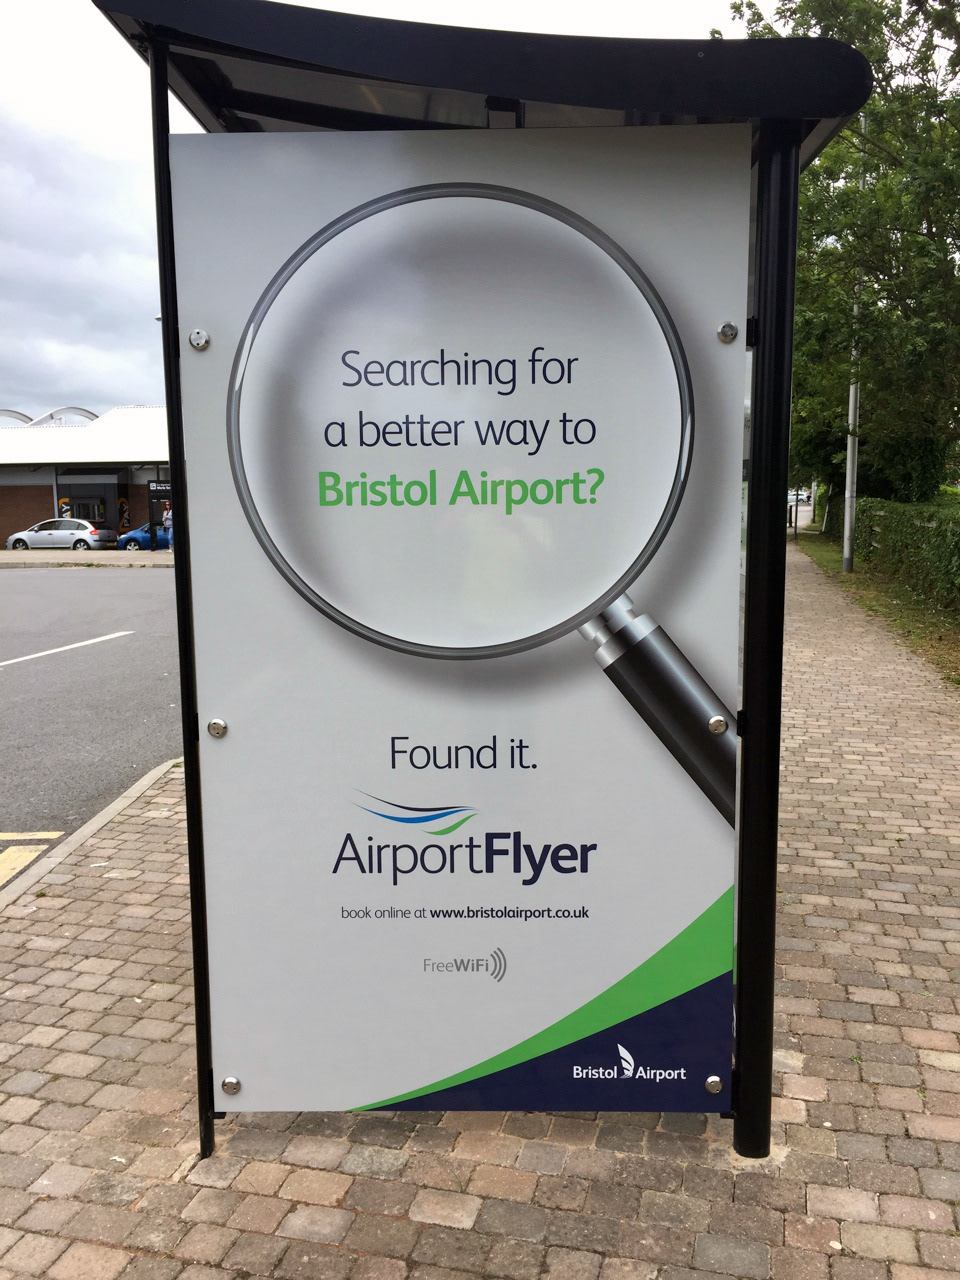 Searching for
a better way to
Bristol Airport?
Found it.
AirportFlyer
book online at www.bristolairport.co.uk
FreeWiFi
Bristol Airport